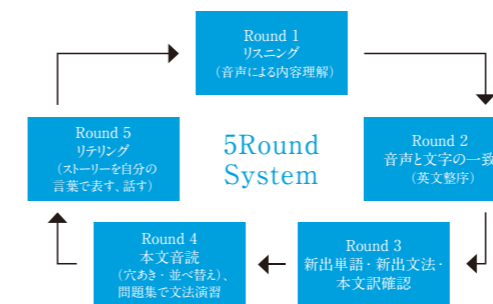 Round 1
リスニング
(音声による内容理解)
5Round
System
Round 2
音声と文字の一致
(英文整序)
Round 3
新出単語・新出文法・
本文訳確認
Round 4
本文音読
(穴あき・並べ替え)、
問題集で文法演習
Round 5
リテリング
(ストーリーを自分の
言葉で表す、話す)